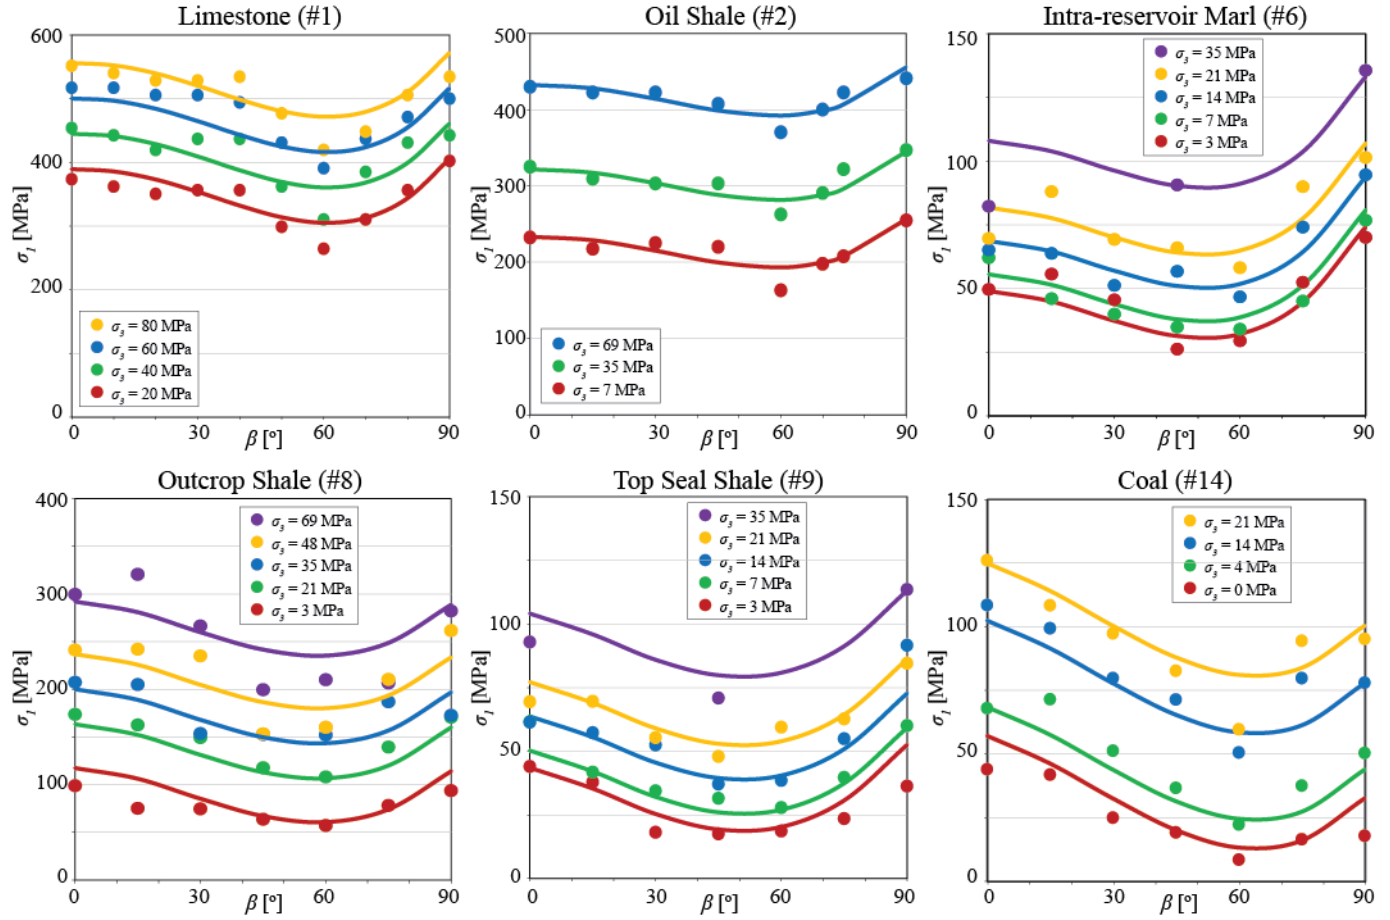 Limestone (#1)
600
400
200
0
σ1 [MPa]
σ3 = 80 MPa
σ3 = 60 MPa
σ3 = 40 MPa
σ3 = 20 MPa
0 30 60 90
β [°]
Oil Shale (#2)
500
400
300
200
100
0
σ1 [MPa]
σ3 = 69 MPa
σ3 = 35 MPa
σ3 = 7 MPa
0 30 60 90
β [°]
Intra-reservoir Marl (#6)
150
100
50
0
σ1 [MPa]
σ3 = 35 MPa
σ3 = 21 MPa
σ3 = 14 MPa
σ3 = 7 MPa
σ3 = 3 MPa
0 30 60 90
β [°]
Outcrop Shale (#8)
400
300
200
100
0
σ1 [MPa]
σ3 = 69 MPa
σ3 = 48 MPa
σ3 = 35 MPa
σ3 = 21 MPa
σ3 = 3 MPa
0 30 60 90
β [°]
Top Seal Shale (#9)
150
100
50
0
σ1 [MPa]
σ3 = 35 MPa
σ3 = 21 MPa
σ3 = 14 MPa
σ3 = 7 MPa
σ3 = 3 MPa
0 30 60 90
β [°]
Coal (#14)
150
100
50
0
σ1 [MPa]
σ3 = 21 MPa
σ3 = 14 MPa
σ3 = 4 MPa
σ3 = 0 MPa
0 30 60 90
β [°]